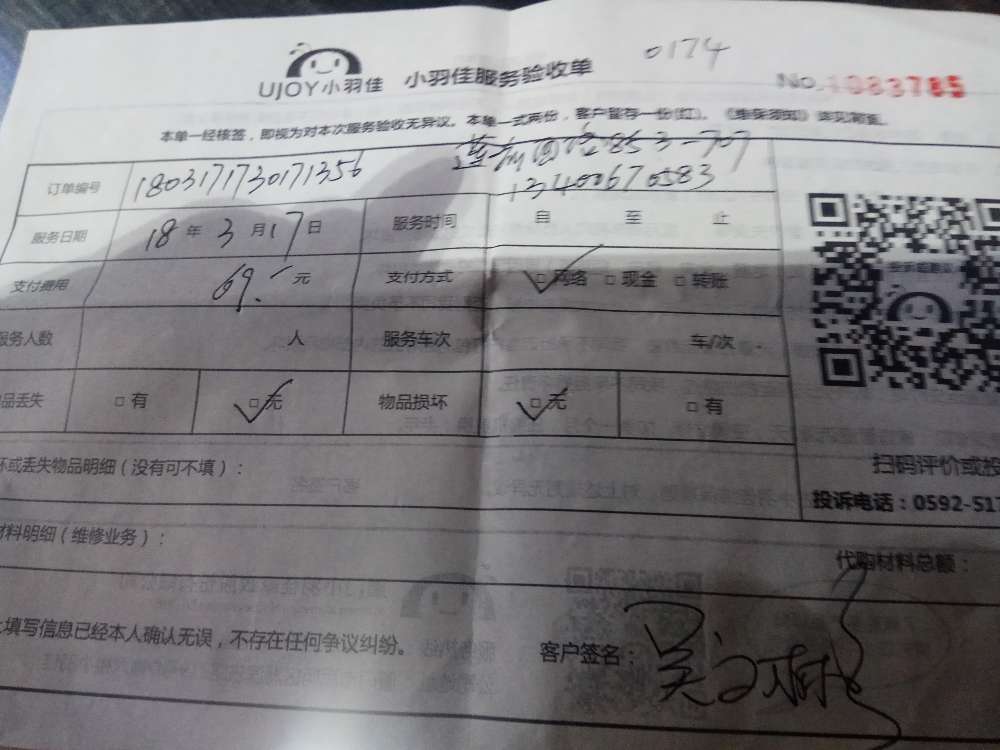 0174
UJOY小羽佳 小羽佳服务验收单 No.1083785
本单一经核签，即视为对本次服务验收无异议。本单一式两份，客户留存一份(红)。《维保须知》详见背面。
853-707
订单编号 1803171730171356 13400670583
服务日期 18 年 3 月 17 日 服务时间 自 至 止
支付费用 69.- 元 支付方式 □网络 □现金 □转账
服务人数 人 服务车次 车/次
品丢失 □有 □无 物品损坏 □无 □有
坏或丢失物品明细（没有可不填）：
扫码评价或投
投诉电话：0592-517
材料明细（维修业务）：
代购材料总额：
上填写信息已经本人确认无误，不存在任何争议纠纷。 客户签名：